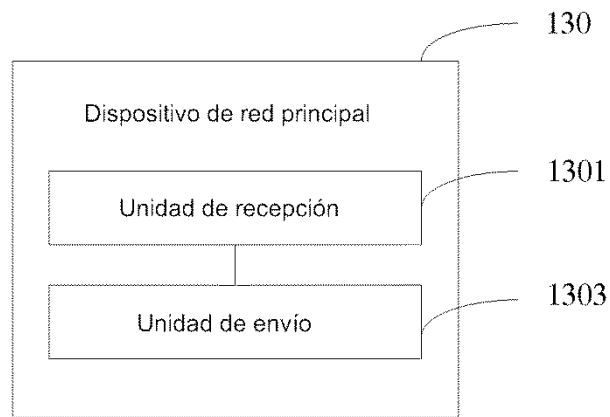 130
Dispositivo de red principal
1301
Unidad de recepción
1303
Unidad de envío